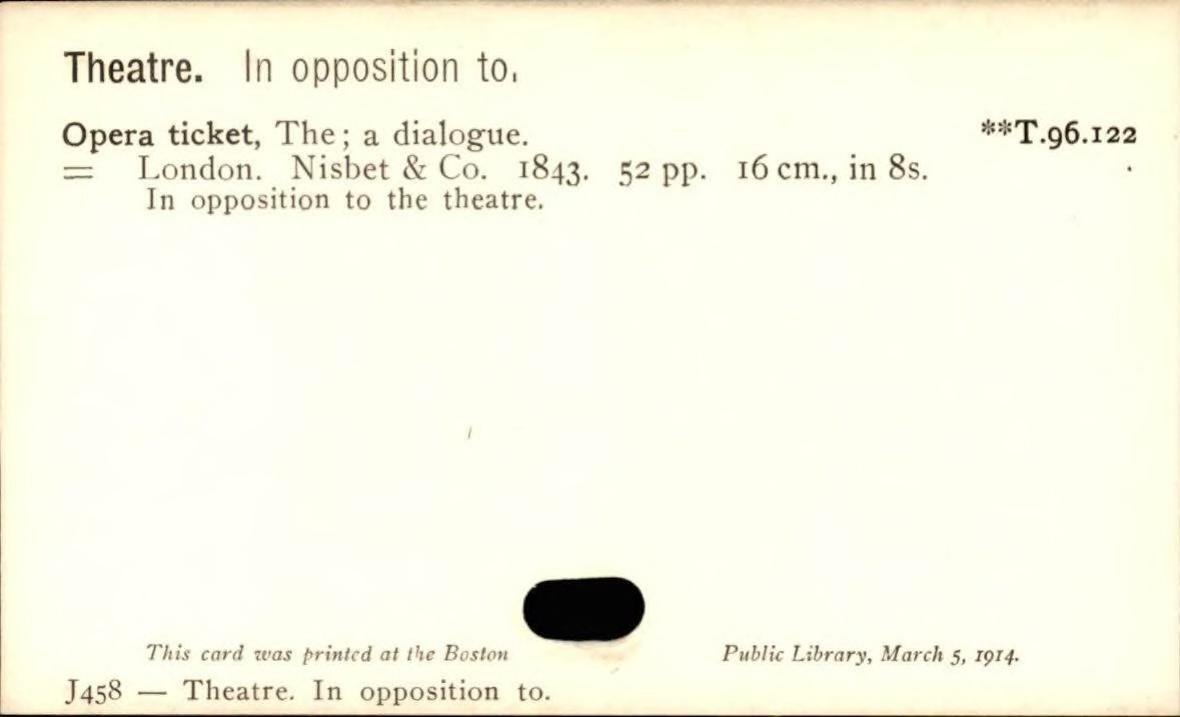 Theatre. In opposition to.
Opera ticket, The; a dialogue. **T.96.122
= London. Nisbet & Co. 1843. 52 pp. 16 cm., in 8s.
In opposition to the theatre.
This card was printed at the Boston Public Library, March 5, 1914.
J458 — Theatre. In opposition to.